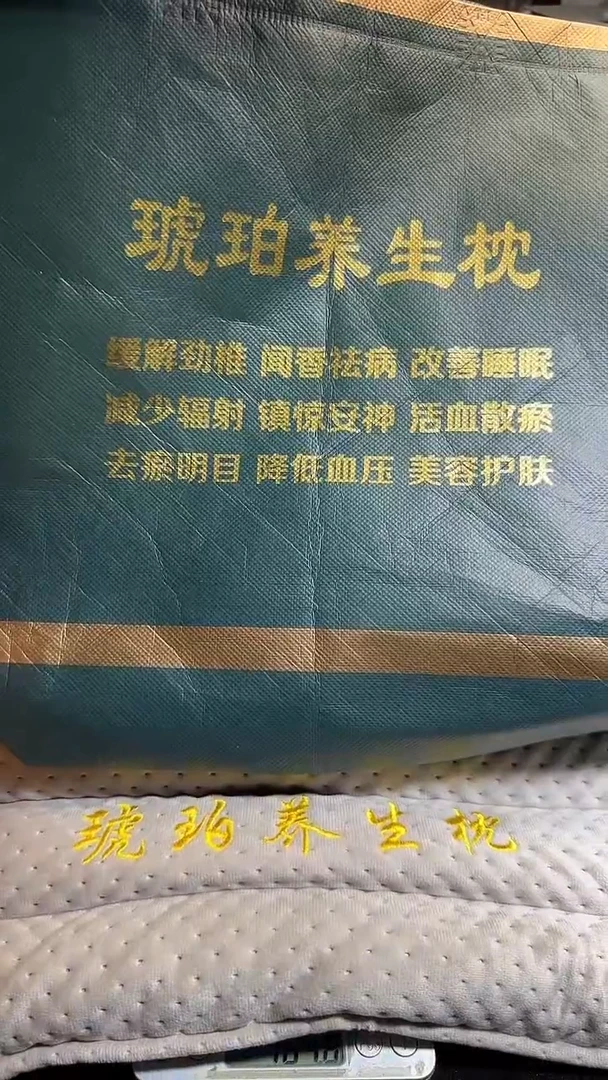 琥珀养生枕
缓解劲椎 闻香祛病 改善睡眠
减少辐射 镇惊安神 活血散瘀
去瘀明目 降低血压 美容护肤
琥珀养生枕